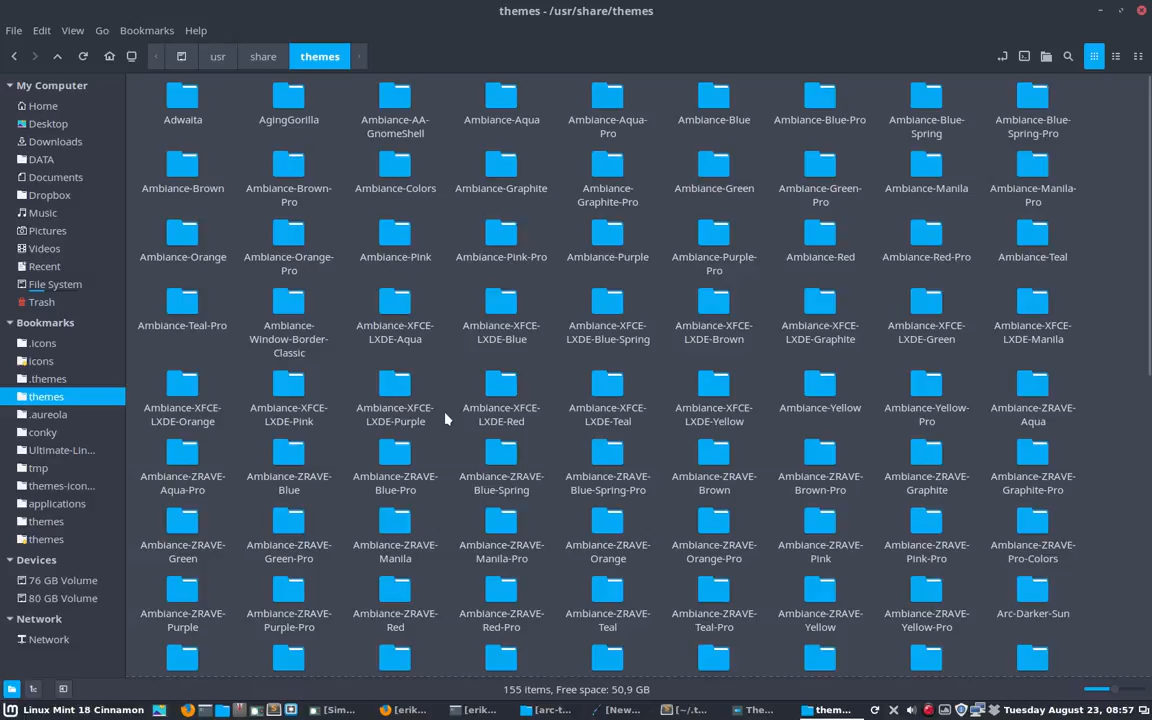 themes - /usr/share/themes
File Edit View Go Bookmarks Help
usr share themes
My Computer
Home
Desktop
Downloads
DATA
Documents
Dropbox
Music
Pictures
Videos
Recent
File System
Trash
Bookmarks
.icons
icons
.themes
themes
.aureola
conky
Ultimate-Lin...
tmp
themes-icon...
applications
themes
themes
Devices
76 GB Volume
80 GB Volume
Network
Network
Adwaita AgingGorilla Ambiance-AA- Ambiance-Aqua Ambiance-Aqua- Ambiance-Blue Ambiance-Blue-Pro Ambiance-Blue- Ambiance-Blue-
GnomeShell Pro Spring Spring-Pro
Ambiance-Brown Ambiance-Brown- Ambiance-Colors Ambiance-Graphite Ambiance- Ambiance-Green Ambiance-Green- Ambiance-Manila Ambiance-Manila-
Pro Graphite-Pro Pro Pro
Ambiance-Orange Ambiance-Orange- Ambiance-Pink Ambiance-Pink-Pro Ambiance-Purple Ambiance-Purple- Ambiance-Red Ambiance-Red-Pro Ambiance-Teal
Pro Pro
Ambiance-Teal-Pro Ambiance- Ambiance-XFCE- Ambiance-XFCE- Ambiance-XFCE- Ambiance-XFCE- Ambiance-XFCE- Ambiance-XFCE- Ambiance-XFCE-
Window-Border- LXDE-Aqua LXDE-Blue LXDE-Blue-Spring LXDE-Brown LXDE-Graphite LXDE-Green LXDE-Manila
Classic
Ambiance-XFCE- Ambiance-XFCE- Ambiance-XFCE- Ambiance-XFCE- Ambiance-XFCE- Ambiance-XFCE- Ambiance-Yellow Ambiance-Yellow- Ambiance-ZRAVE-
LXDE-Orange LXDE-Pink LXDE-Purple LXDE-Red LXDE-Teal LXDE-Yellow Pro Aqua
Ambiance-ZRAVE- Ambiance-ZRAVE- Ambiance-ZRAVE- Ambiance-ZRAVE- Ambiance-ZRAVE- Ambiance-ZRAVE- Ambiance-ZRAVE- Ambiance-ZRAVE- Ambiance-ZRAVE-
Aqua-Pro Blue Blue-Pro Blue-Spring Blue-Spring-Pro Brown Brown-Pro Graphite Graphite-Pro
Ambiance-ZRAVE- Ambiance-ZRAVE- Ambiance-ZRAVE- Ambiance-ZRAVE- Ambiance-ZRAVE- Ambiance-ZRAVE- Ambiance-ZRAVE- Ambiance-ZRAVE- Ambiance-ZRAVE-
Green Green-Pro Manila Manila-Pro Orange Orange-Pro Pink Pink-Pro Pro-Colors
Ambiance-ZRAVE- Ambiance-ZRAVE- Ambiance-ZRAVE- Ambiance-ZRAVE- Ambiance-ZRAVE- Ambiance-ZRAVE- Ambiance-ZRAVE- Ambiance-ZRAVE- Arc-Darker-Sun
Purple Purple-Pro Red Red-Pro Teal Teal-Pro Yellow Yellow-Pro
155 items, Free space: 50,9 GB
Linux Mint 18 Cinnamon [Sim... [erik... [erik... [arc-t... [New... [~/.t... The... them... Tuesday August 23, 08:57